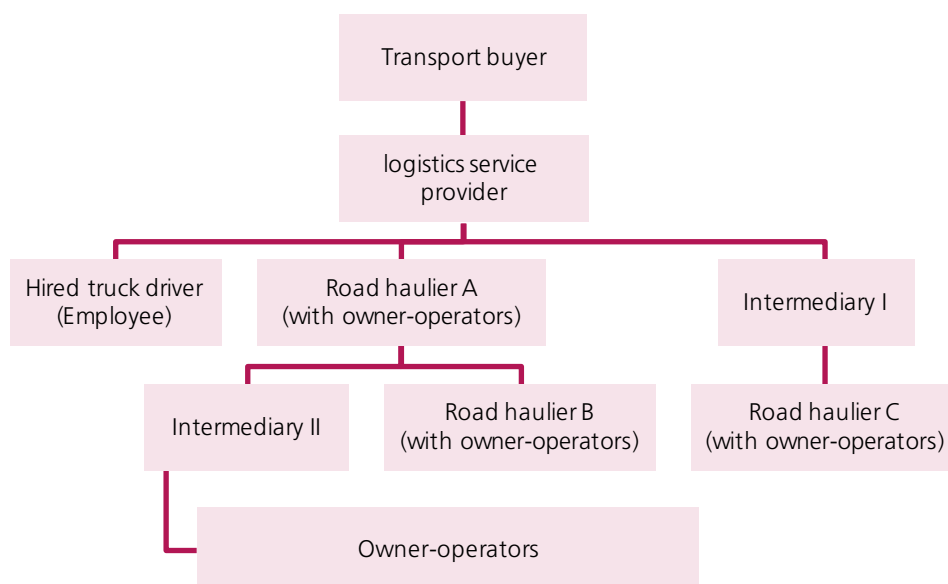 Transport buyer
logistics service
provider
Hired truck driver
(Employee)
Road haulier A
(with owner-operators)
Intermediary I
Intermediary II
Road haulier B
(with owner-operators)
Road haulier C
(with owner-operators)
Owner-operators